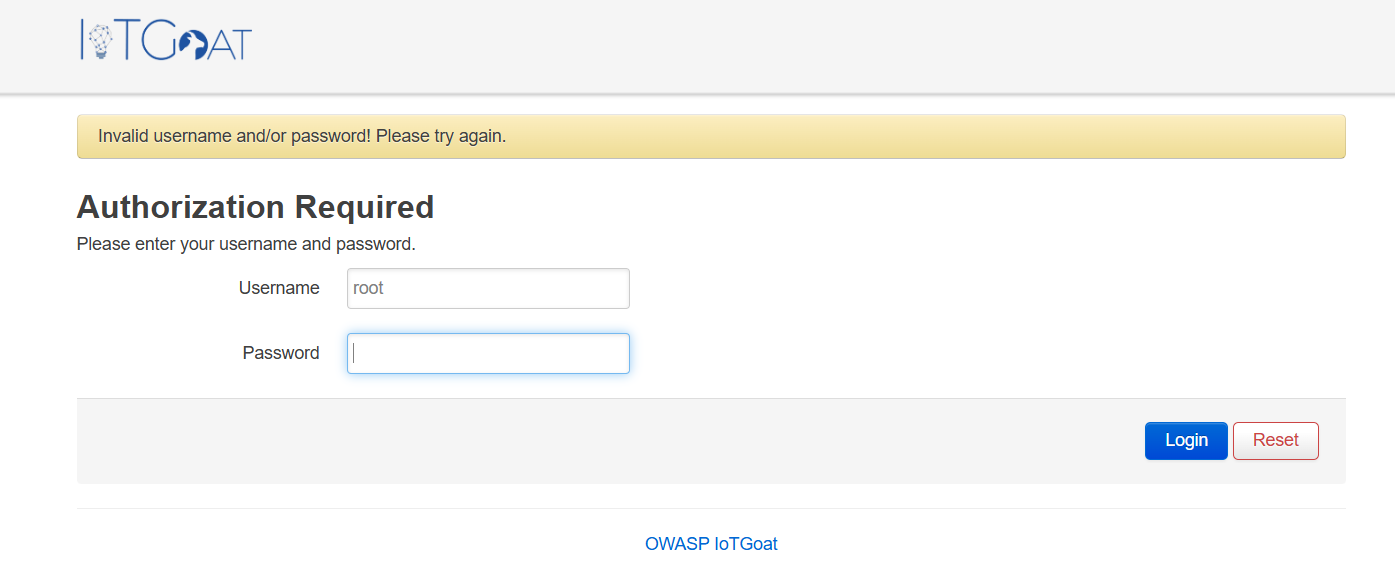 IoTGoat
Invalid username and/or password! Please try again.
Authorization Required
Please enter your username and password.
Username root
Password
Login Reset
OWASP IoTGoat